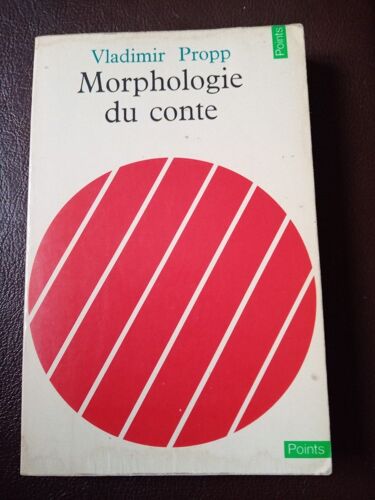 Vladimir Propp
Points
Morphologie
du conte
Points